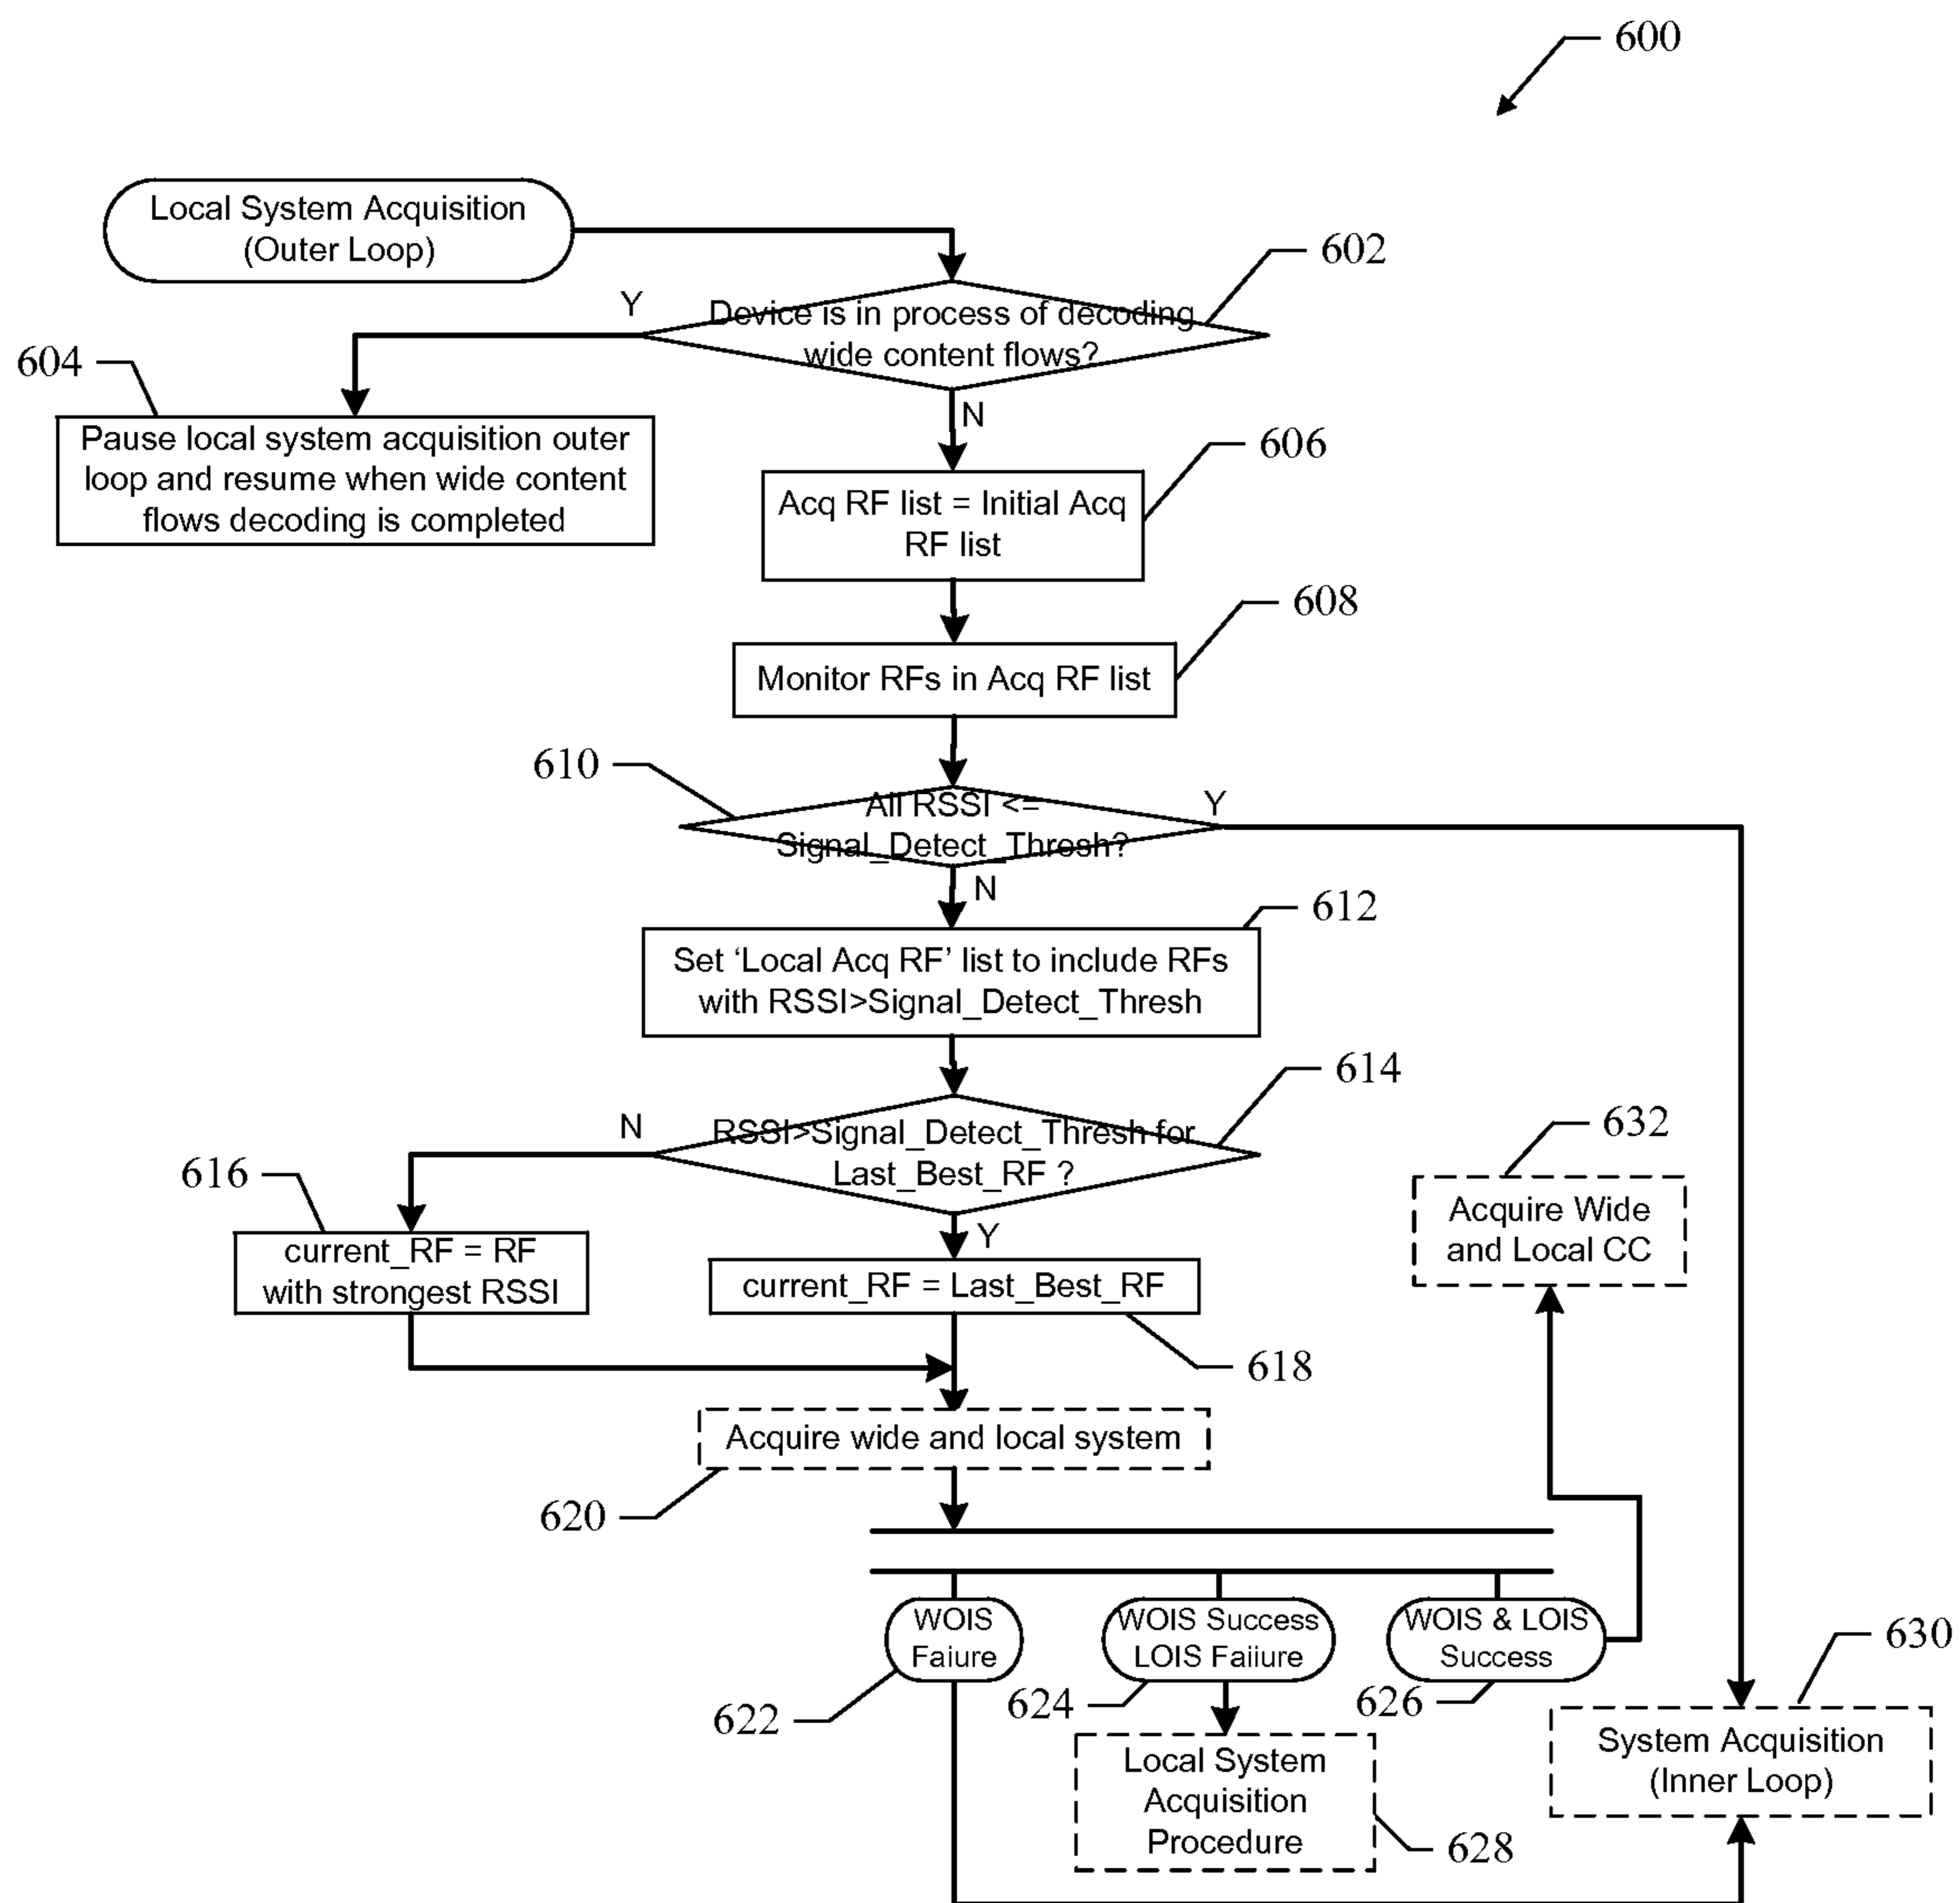 600
Local System Acquisition
(Outer Loop)
602
Y
Device is in process of decoding
wide content flows?
604
N
Pause local system acquisition outer
loop and resume when wide content
flows decoding is completed
606
Acq RF list = Initial Acq
RF list
608
Monitor RFs in Acq RF list
610
All RSSI <=
Signal_Detect_Thresh?
Y
N
612
Set ‘Local Acq RF’ list to include RFs
with RSSI>Signal_Detect_Thresh
614
N
RSSI>Signal_Detect_Thresh for
Last_Best_RF ?
632
616
Y
Acquire Wide
and Local CC
current_RF = RF
with strongest RSSI
current_RF = Last_Best_RF
618
Acquire wide and local system
620
WOIS
Faiure
WOIS Success
LOIS Faiiure
WOIS & LOIS
Success
630
622
624
626
System Acquisition
(Inner Loop)
Local System
Acquisition
Procedure
628